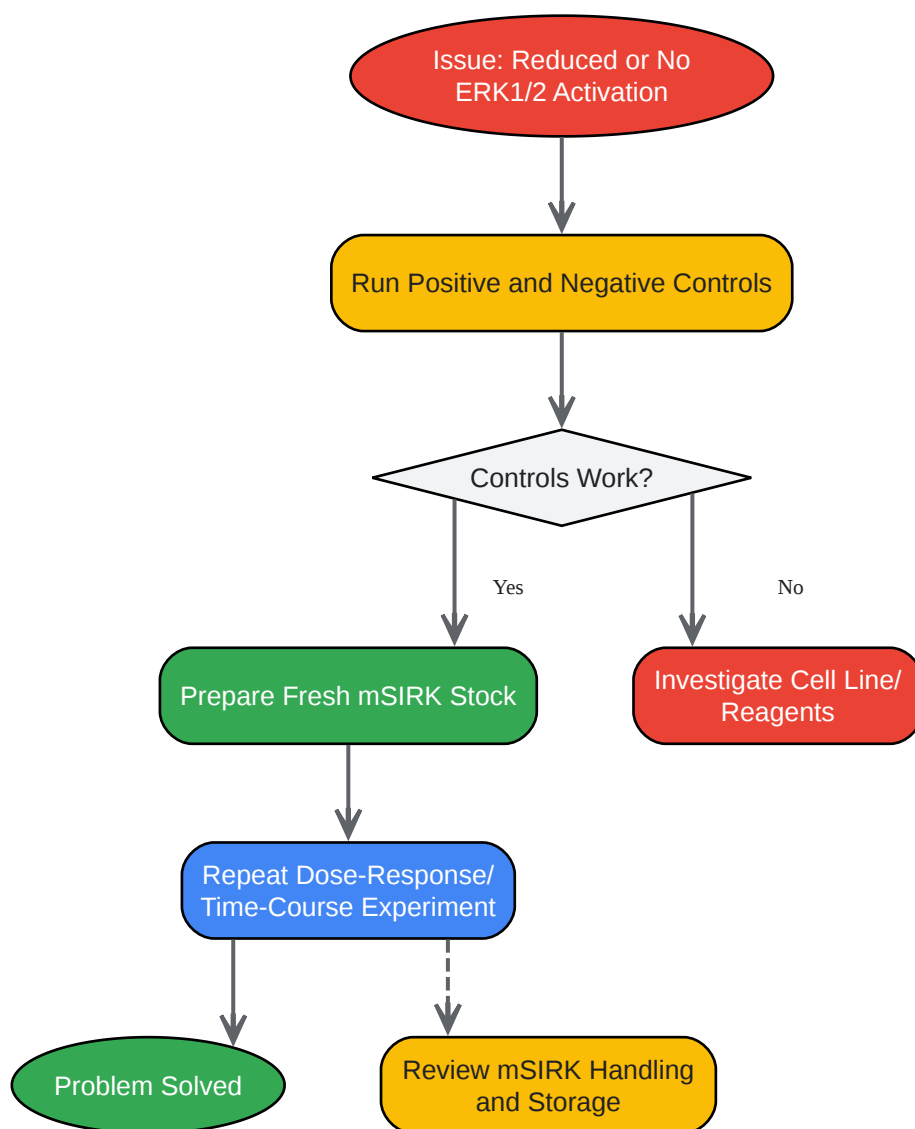 Issue: Reduced or No
ERK1/2 Activation
Run Positive and Negative Controls
Controls Work?
Yes
No
Prepare Fresh mSIRK Stock
Investigate Cell Line/
Reagents
Repeat Dose-Response/
Time-Course Experiment
Problem Solved
Review mSIRK Handling
and Storage